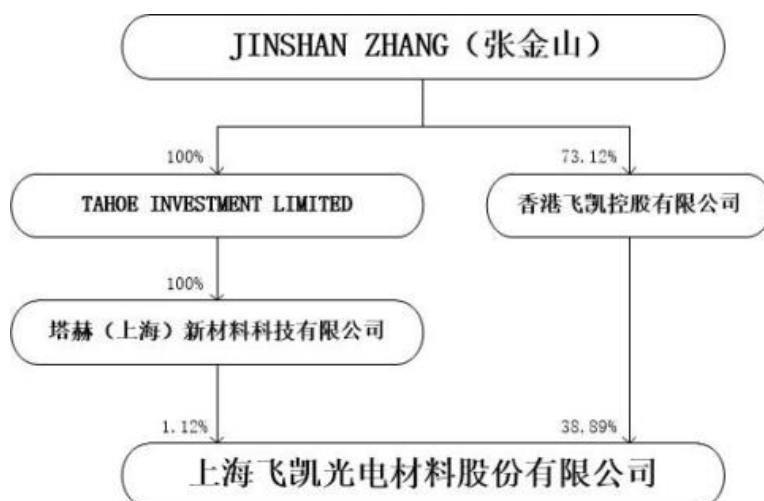 JINSHAN ZHANG（张金山）
100%
73.12%
TAHOE INVESTMENT LIMITED
香港飞凯控股有限公司
100%
塔赫（上海）新材料科技有限公司
1.12%
38.89%
上海飞凯光电材料股份有限公司